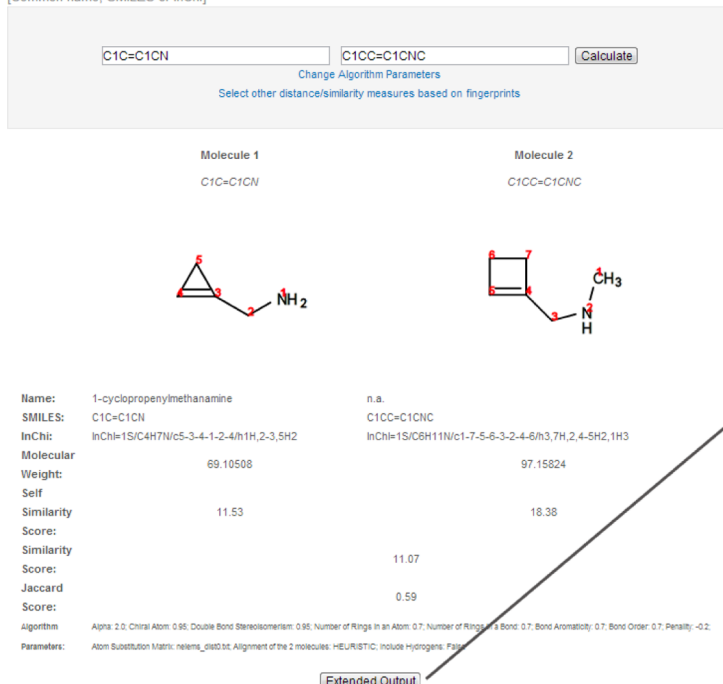 [Common name, SMILES or InChI]
C1C=C1CN C1CC=C1CNC Calculate
Change Algorithm Parameters
Select other distance/similarity measures based on fingerprints
Molecule 1 Molecule 2
C1C=C1CN C1CC=C1CNC
5
4 3
2
1
NH2
6 7
5 4
3
2
N
H
1
CH3
Name: 1-cyclopropenylmethanamine n.a.
SMILES: C1C=C1CN C1CC=C1CNC
InChi: InChI=1S/C4H7N/c5-3-4-1-2-4/h1H,2-3,5H2 InChI=1S/C6H11N/c1-7-5-6-3-2-4-6/h3,7H,2,4-5H2,1H3
Molecular
Weight: 69.10508 97.15824
Self
Similarity 11.53 18.38
Score:
Similarity
Score: 11.07
Jaccard
Score: 0.59
Algorithm Alpha: 2.0; Chiral Atom: 0.95; Double Bond Stereoisomerism: 0.95; Number of Rings in an Atom: 0.7; Number of Rings in a Bond: 0.7; Bond Aromaticity: 0.7; Bond Order: 0.7; Penality: -0.2;
Parameters: Atom Substitution Matrix: nelems_dist0.txt; Alignment of the 2 molecules: HEURISTIC; Include Hydrogens: False
Extended Output